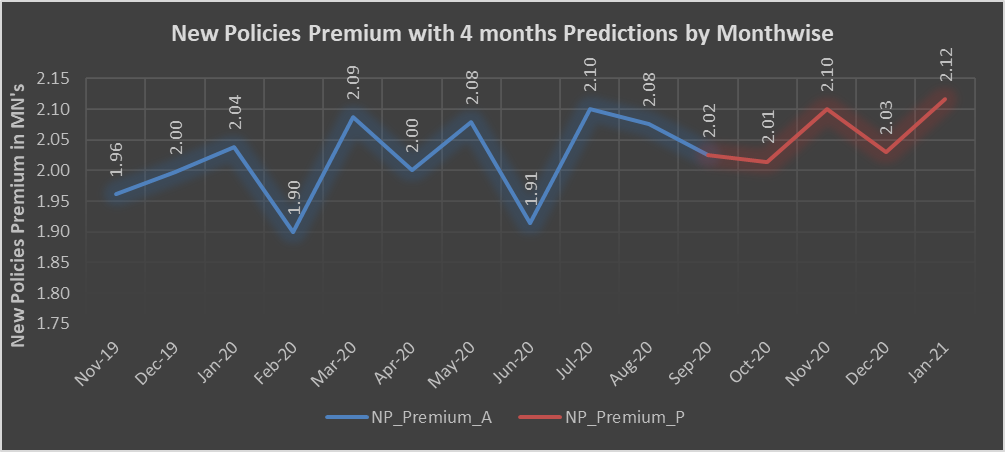 New Policies Premium with 4 months Predictions by Monthwise
New Policies Premium in MN's
2.15
2.10
2.05
2.00
1.95
1.90
1.85
1.80
1.75
1.96
2.00
2.04
1.90
2.09
2.00
2.08
1.91
2.10
2.08
2.02
2.01
2.10
2.03
2.12
Nov-19
Dec-19
Jan-20
Feb-20
Mar-20
Apr-20
May-20
Jun-20
Jul-20
Aug-20
Sep-20
Oct-20
Nov-20
Dec-20
Jan-21
NP_Premium_A
NP_Premium_P